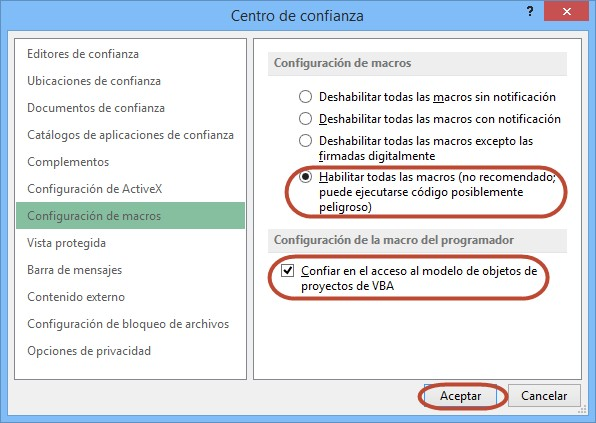 Centro de confianza
?
Editores de confianza
Ubicaciones de confianza
Documentos de confianza
Catálogos de aplicaciones de confianza
Complementos
Configuración de ActiveX
Configuración de macros
Vista protegida
Barra de mensajes
Contenido externo
Configuración de bloqueo de archivos
Opciones de privacidad
Configuración de macros
Deshabilitar todas las macros sin notificación
Deshabilitar todas las macros con notificación
Deshabilitar todas las macros excepto las
firmadas digitalmente
Habilitar todas las macros (no recomendado;
puede ejecutarse código posiblemente
peligroso)
Configuración de la macro del programador
Confiar en el acceso al modelo de objetos de
proyectos de VBA
Aceptar
Cancelar